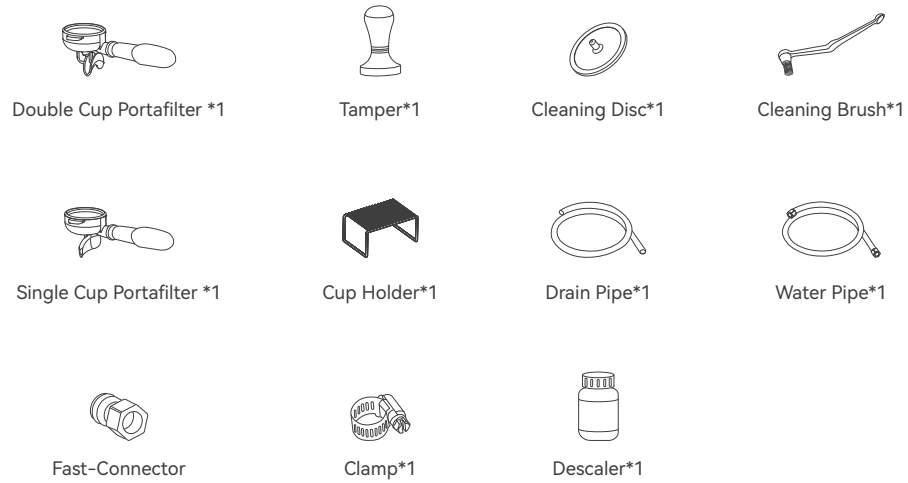 Double Cup Portafilter *1
Tamper*1
Cleaning Disc*1
Cleaning Brush*1
Single Cup Portafilter *1
Cup Holder*1
Drain Pipe*1
Water Pipe*1
Fast-Connector
Clamp*1
Descaler*1